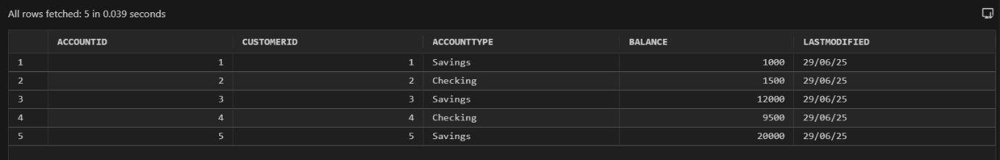 All rows fetched: 5 in 0.039 seconds
ACCOUNTID CUSTOMERID ACCOUNTTYPE BALANCE LASTMODIFIED
1 1 1 Savings 1000 29/06/25
2 2 2 Checking 1500 29/06/25
3 3 3 Savings 12000 29/06/25
4 4 4 Checking 9500 29/06/25
5 5 5 Savings 20000 29/06/25